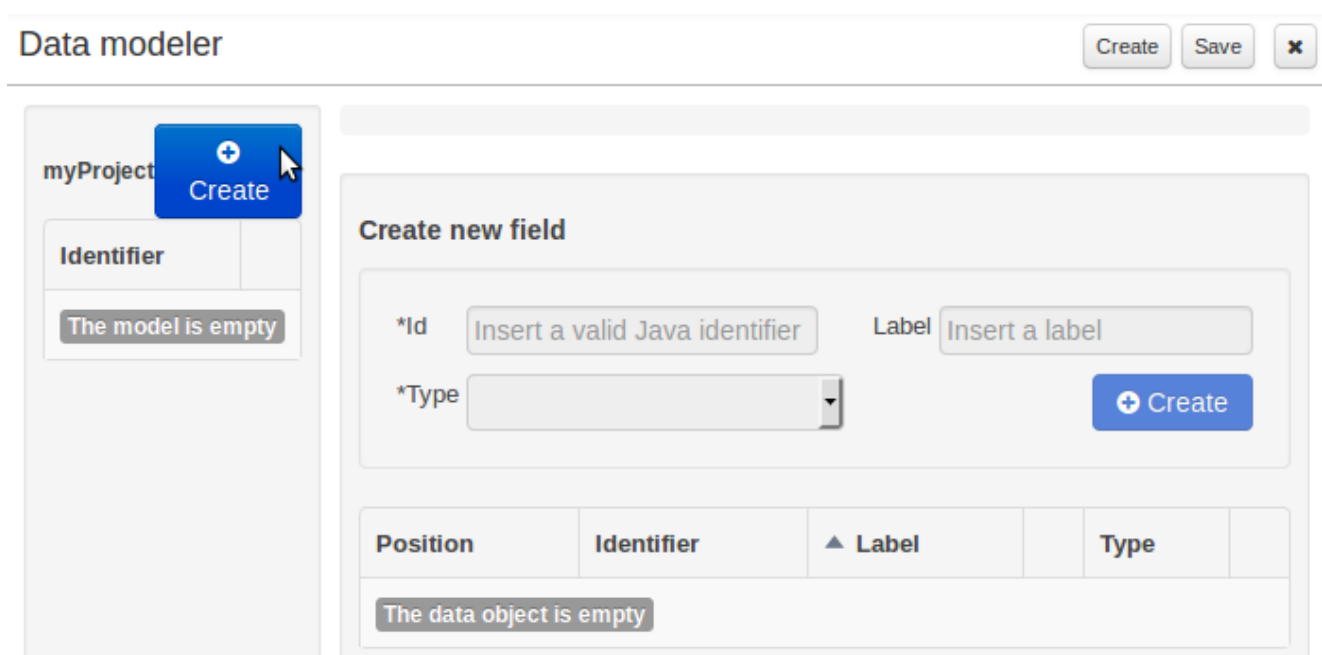 Data modeler
Create Save
myProject
Create
Identifier
The model is empty
Create new field
*Id Insert a valid Java identifier Label Insert a label
*Type
Create
Position Identifier Label Type
The data object is empty